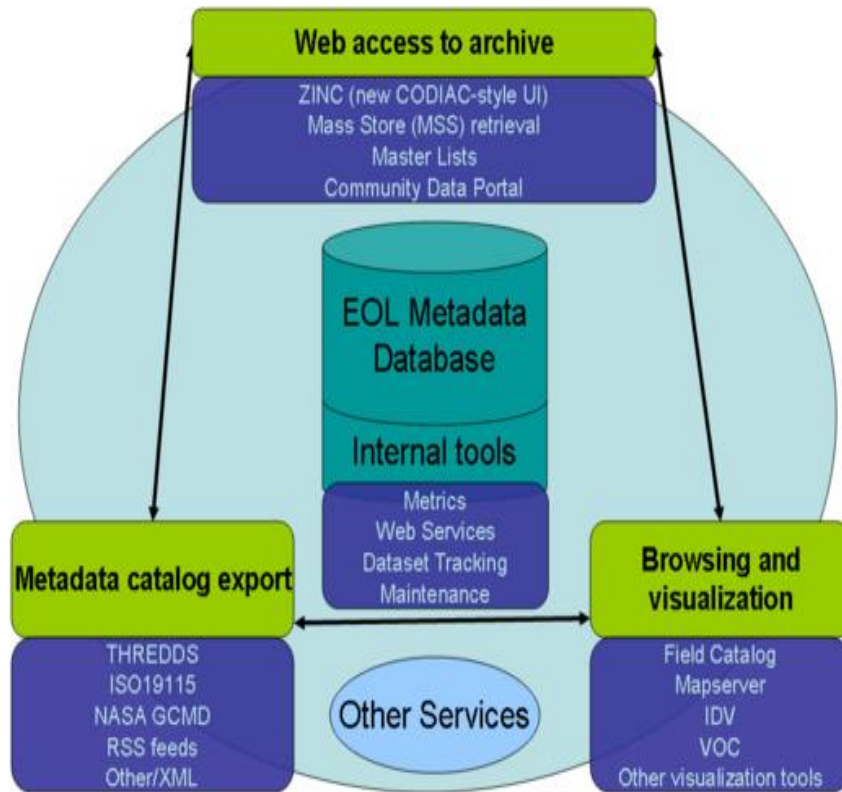 Web access to archive
ZINC (new CODIAC-style UI)
Mass Store (MSS) retrieval
Master Lists
Community Data Portal
EOL Metadata
Database
Internal tools
Metrics
Web Services
Dataset Tracking
Maintenance
Metadata catalog export
THREDDS
ISO19115
NASA GCMD
RSS feeds
Other/XML
Other Services
Browsing and
visualization
Field Catalog
Mapserver
IDV
VOC
Other visualization tools